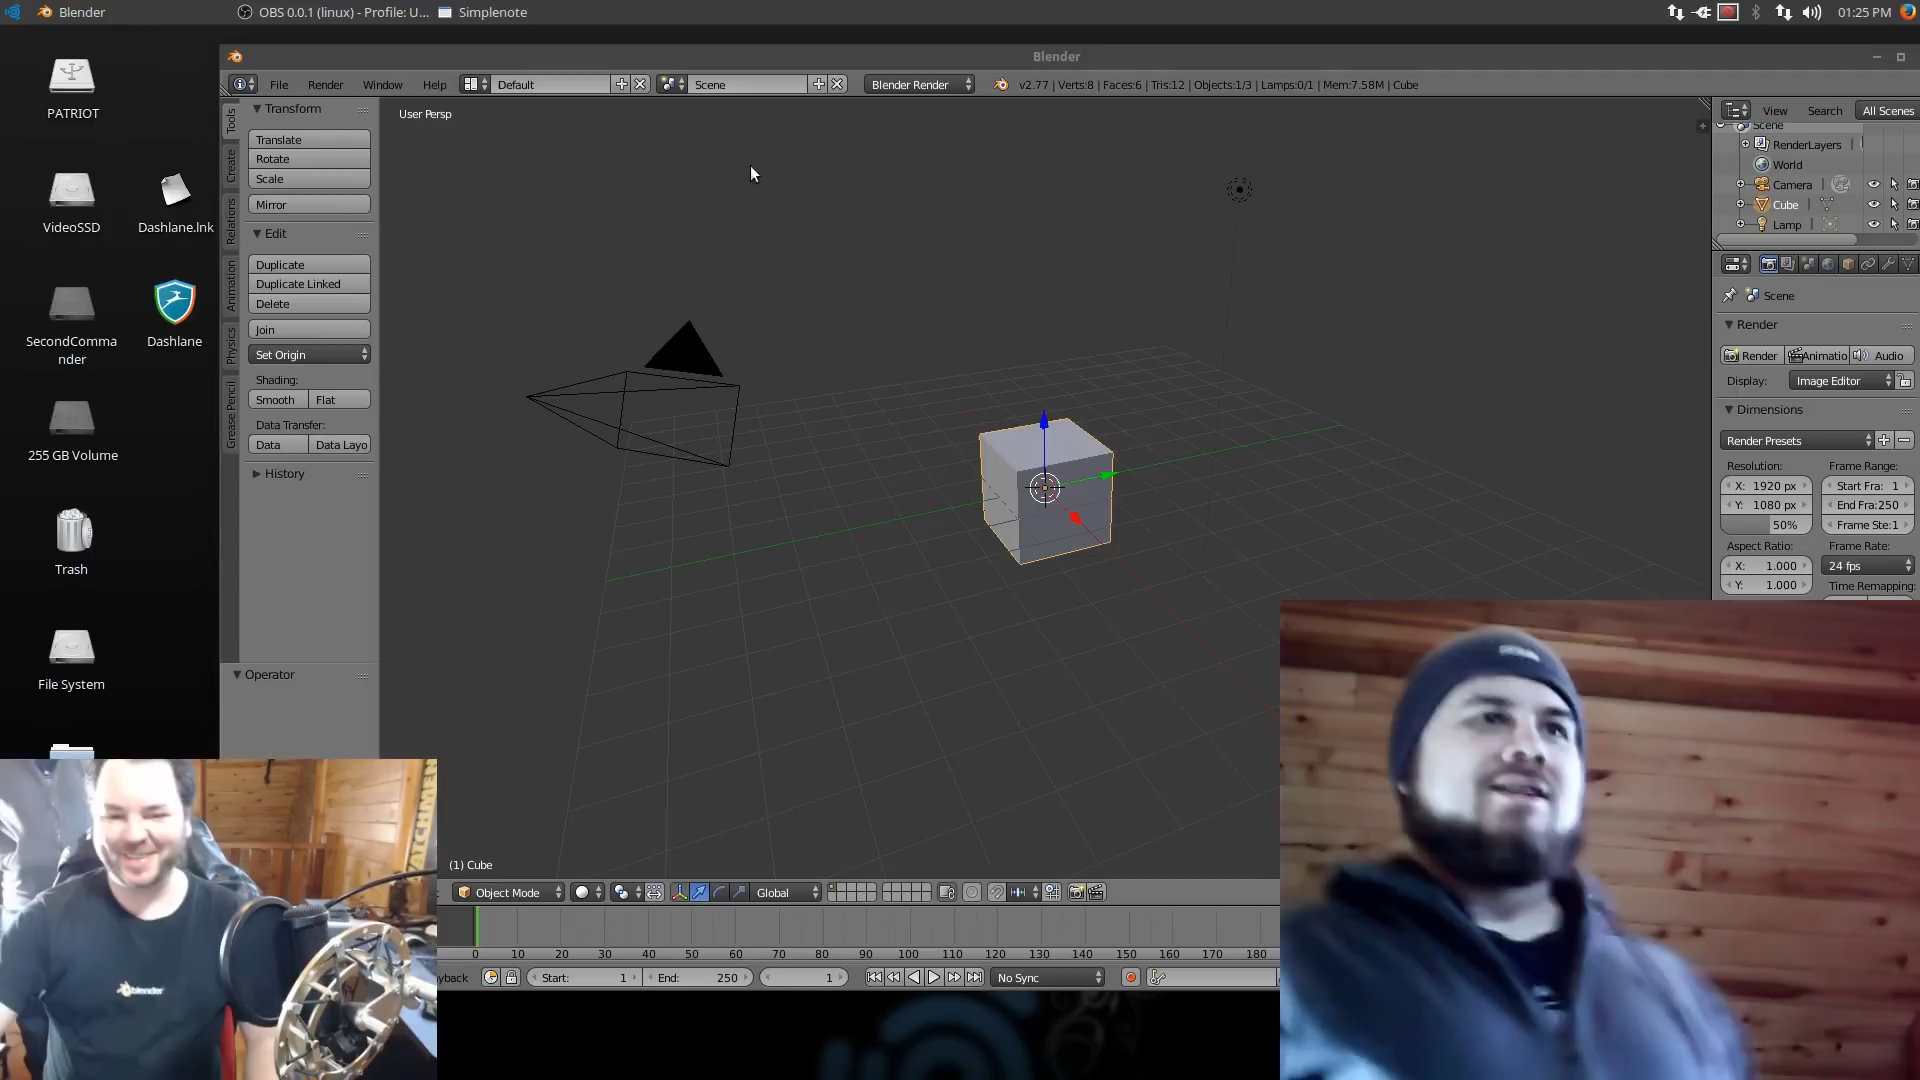 Blender
OBS 0.0.1 (linux) - Profile: U...
Simplenote
01:25 PM
PATRIOT
VideoSSD
Dashlane.lnk
SecondComma
nder
Dashlane
255 GB Volume
Trash
File System
Blender
File
Render
Window
Help
Default
Scene
Blender Render
v2.77 | Verts:8 | Faces:6 | Tris:12 | Objects:1/3 | Lamps:0/1 | Mem:7.58M | Cube
Tools
Create
Relations
Animation
Physics
Grease Pencil
Transform
Translate
Rotate
Scale
Mirror
Edit
Duplicate
Duplicate Linked
Delete
Join
Set Origin
Shading:
Smooth
Flat
Data Transfer:
Data
Data Layo
History
Operator
User Persp
(1) Cube
View
Search
All Scenes
Scene
RenderLayers
World
Camera
Cube
Lamp
Scene
Render
Render
Animatio
Audio
Display:
Image Editor
Dimensions
Render Presets
Resolution:
Frame Range:
X: 1920 px
Start Fra: 1
Y: 1080 px
End Fra:250
50%
Frame Ste:1
Aspect Ratio:
Frame Rate:
X: 1.000
24 fps
Y: 1.000
Time Remapping:
Object Mode
Global
0 10 20 30 40 50 60 70 80 90 100 110 120 130 140 150 160 170 180
yback
Start: 1
End: 250
1
No Sync
blender